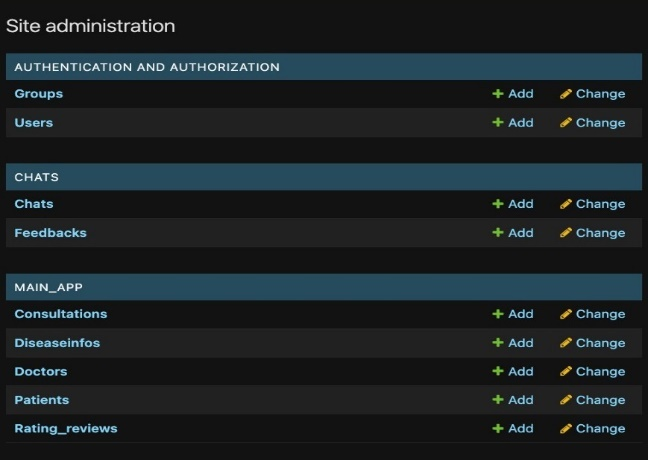 Site administration
AUTHENTICATION AND AUTHORIZATION
Groups Add Change
Users Add Change
CHATS
Chats Add Change
Feedbacks Add Change
MAIN_APP
Consultations Add Change
Diseaseinfos Add Change
Doctors Add Change
Patients Add Change
Rating_reviews Add Change